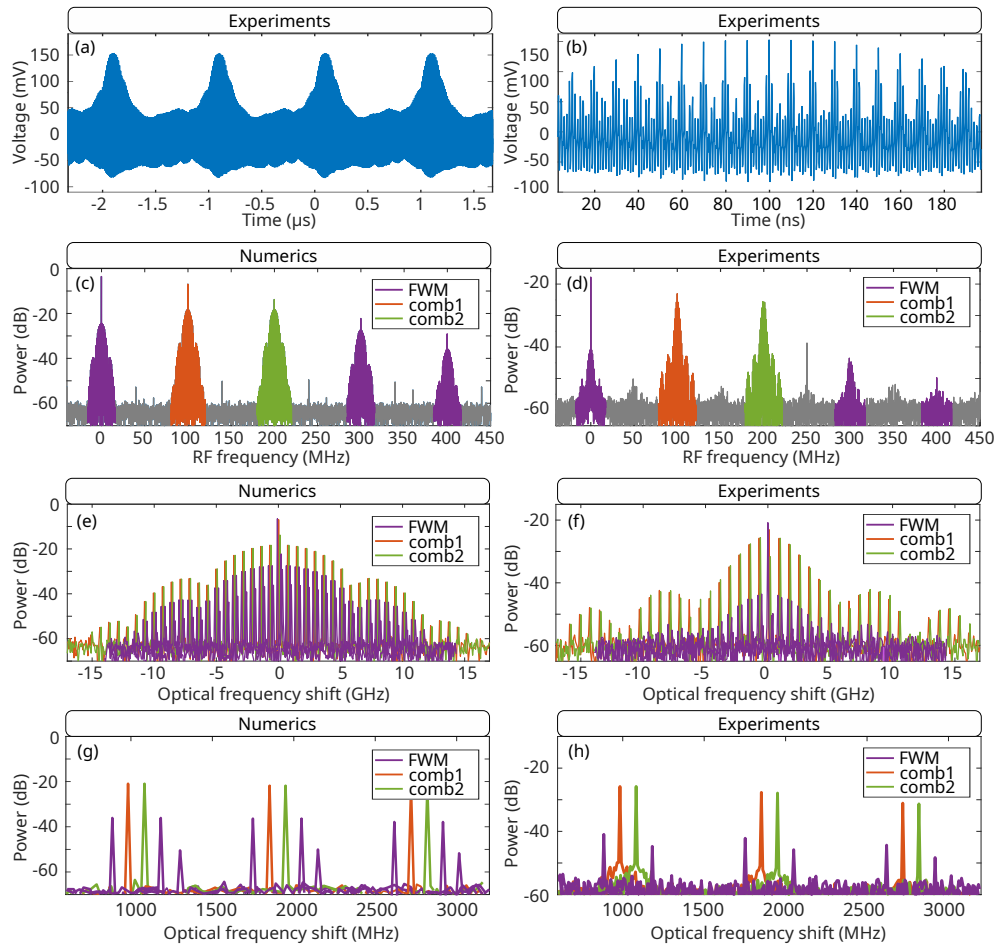 Experiments
(a)
150
100
50
0
-50
-100
Voltage (mV)
-2
-1.5
-1
-0.5
0
0.5
1
1.5
Time (μs)
Experiments
(b)
150
100
50
0
-50
-100
Voltage (mV)
20
40
60
80
100
120
140
160
180
Time (ns)
Numerics
(c)
FWM
comb1
comb2
0
-20
-40
-60
Power (dB)
0
50
100
150
200
250
300
350
400
450
RF frequency (MHz)
Experiments
(d)
FWM
comb1
comb2
-20
-40
-60
Power (dB)
0
50
100
150
200
250
300
350
400
450
RF frequency (MHz)
Numerics
(e)
FWM
comb1
comb2
0
-20
-40
-60
Power (dB)
-15
-10
-5
0
5
10
15
Optical frequency shift (GHz)
Experiments
(f)
FWM
comb1
comb2
-20
-40
-60
Power (dB)
-15
-10
-5
0
5
10
15
Optical frequency shift (GHz)
Numerics
(g)
FWM
comb1
comb2
0
-20
-40
-60
Power (dB)
1000
1500
2000
2500
3000
Optical frequency shift (MHz)
Experiments
(h)
FWM
comb1
comb2
-20
-40
-60
Power (dB)
1000
1500
2000
2500
3000
Optical frequency shift (MHz)